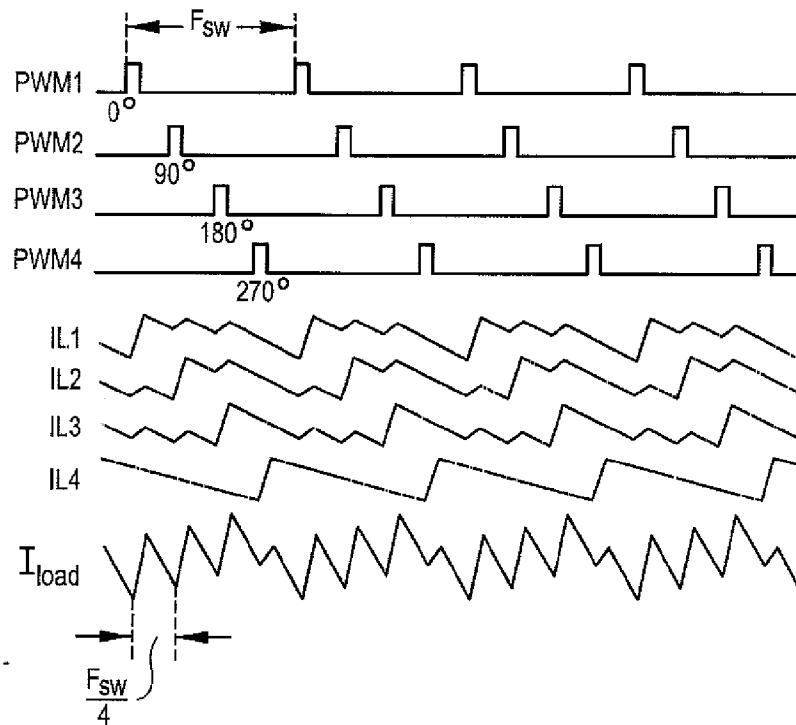 FSW
PWM1
0°
PWM2
90°
PWM3
180°
PWM4
270°
IL1
IL2
IL3
IL4
Iload
FSW
4